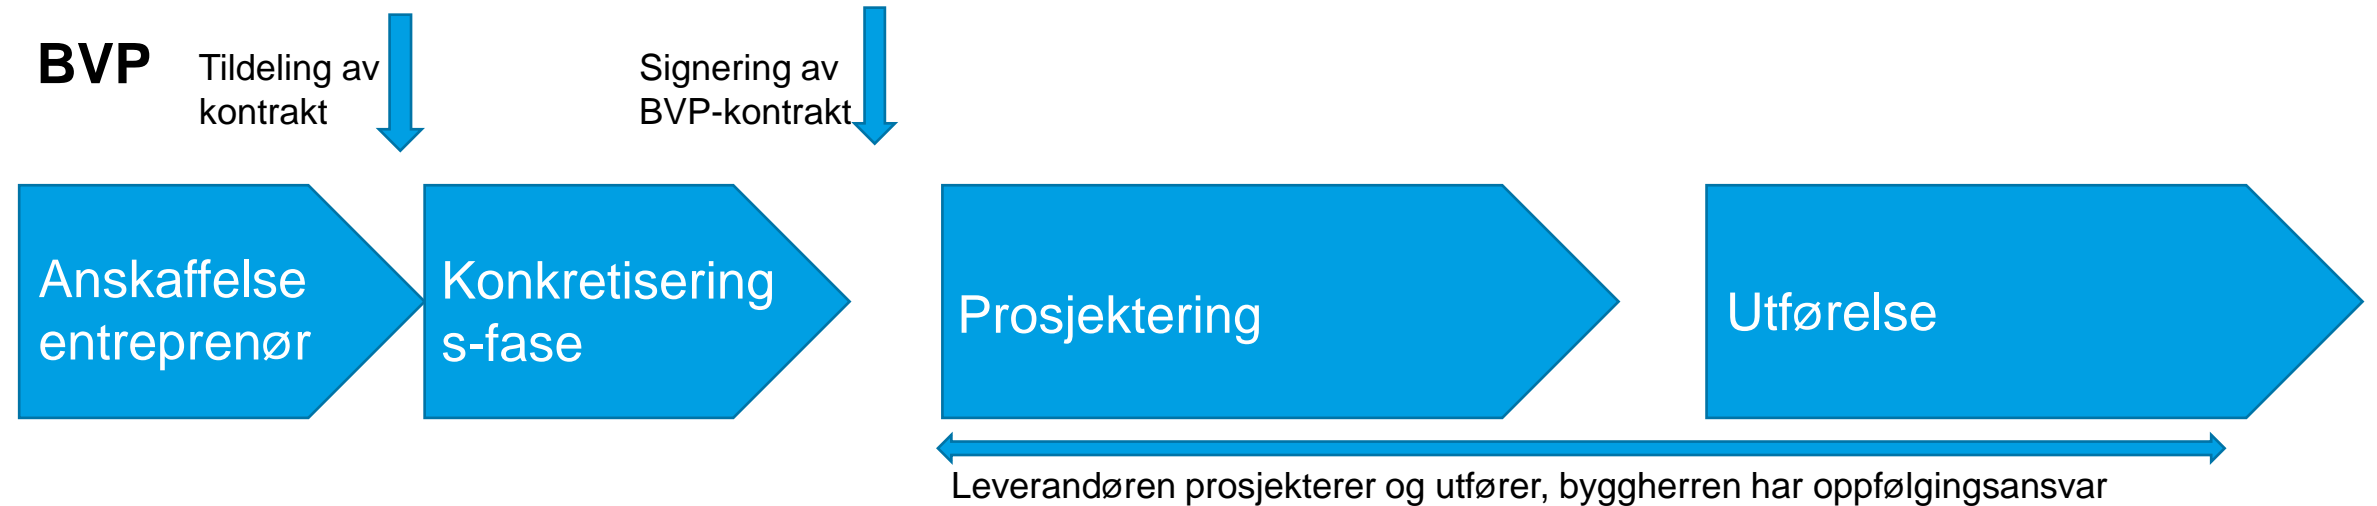 BVP
Tildeling av
kontrakt
Signering av
BVP-kontrakt
Anskaffelse
entreprenør
Konkretisering
s-fase
Prosjektering
Utførelse
Leverandøren prosjekterer og utfører, byggherren har oppfølgingsansvar